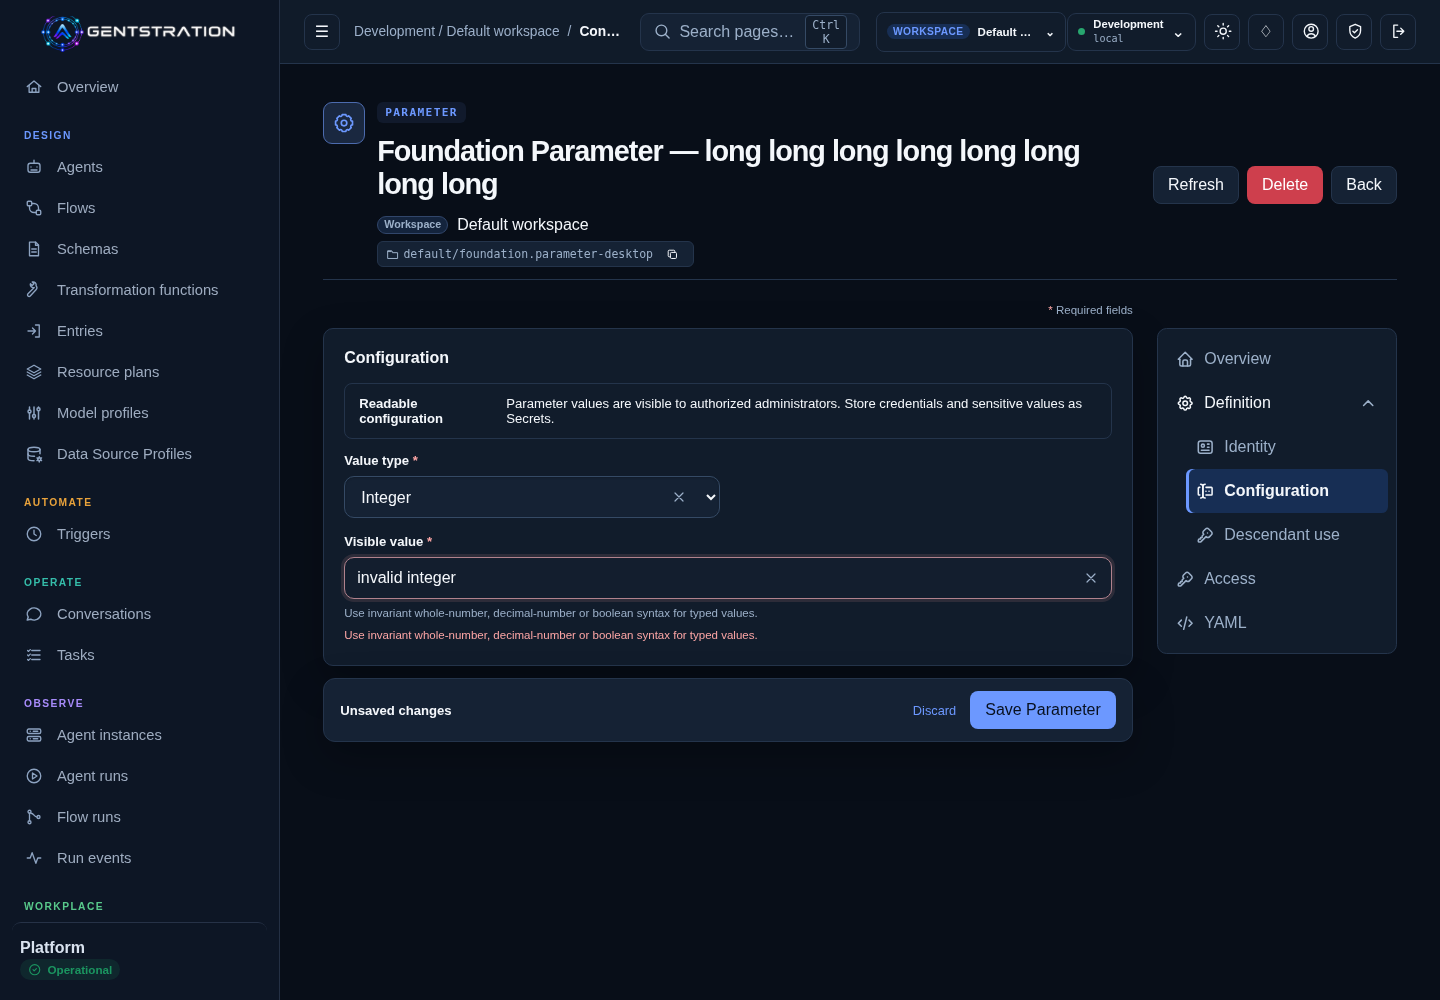 GENTSTRATION
Overview
DESIGN
Agents
Flows
Schemas
Transformation functions
Entries
Resource plans
Model profiles
Data Source Profiles
AUTOMATE
Triggers
OPERATE
Conversations
Tasks
OBSERVE
Agent instances
Agent runs
Flow runs
Run events
WORKPLACE
Platform
Operational
Development / Default workspace / Con…
Search pages…
Ctrl
K
WORKSPACE Default …
Development
local
PARAMETER
Foundation Parameter — long long long long long long
long long
Workspace Default workspace
default/foundation.parameter-desktop
Refresh
Delete
Back
* Required fields
Configuration
Readable
configuration
Parameter values are visible to authorized administrators. Store credentials and sensitive values as
Secrets.
Value type *
Integer
Visible value *
invalid integer
Use invariant whole-number, decimal-number or boolean syntax for typed values.
Use invariant whole-number, decimal-number or boolean syntax for typed values.
Unsaved changes
Discard
Save Parameter
Overview
Definition
Identity
Configuration
Descendant use
Access
YAML